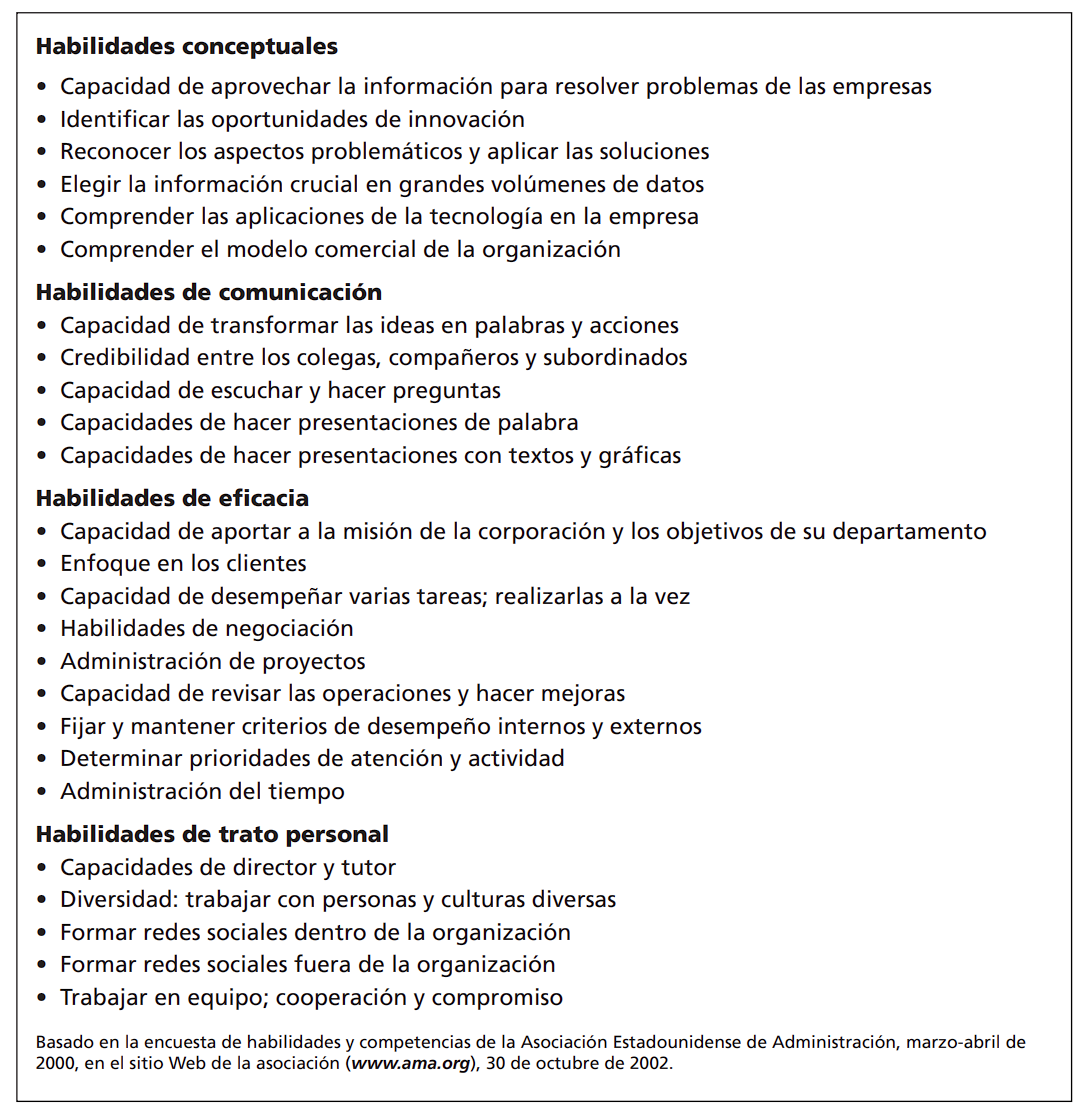 Habilidades conceptuales
• Capacidad de aprovechar la información para resolver problemas de las empresas
• Identificar las oportunidades de innovación
• Reconocer los aspectos problemáticos y aplicar las soluciones
• Elegir la información crucial en grandes volúmenes de datos
• Comprender las aplicaciones de la tecnología en la empresa
• Comprender el modelo comercial de la organización
Habilidades de comunicación
• Capacidad de transformar las ideas en palabras y acciones
• Credibilidad entre los colegas, compañeros y subordinados
• Capacidad de escuchar y hacer preguntas
• Capacidades de hacer presentaciones de palabra
• Capacidades de hacer presentaciones con textos y gráficas
Habilidades de eficacia
• Capacidad de aportar a la misión de la corporación y los objetivos de su departamento
• Enfoque en los clientes
• Capacidad de desempeñar varias tareas; realizarlas a la vez
• Habilidades de negociación
• Administración de proyectos
• Capacidad de revisar las operaciones y hacer mejoras
• Fijar y mantener criterios de desempeño internos y externos
• Determinar prioridades de atención y actividad
• Administración del tiempo
Habilidades de trato personal
• Capacidades de director y tutor
• Diversidad: trabajar con personas y culturas diversas
• Formar redes sociales dentro de la organización
• Formar redes sociales fuera de la organización
• Trabajar en equipo; cooperación y compromiso
Basado en la encuesta de habilidades y competencias de la Asociación Estadounidense de Administración, marzo-abril de
2000, en el sitio Web de la asociación (www.ama.org), 30 de octubre de 2002.